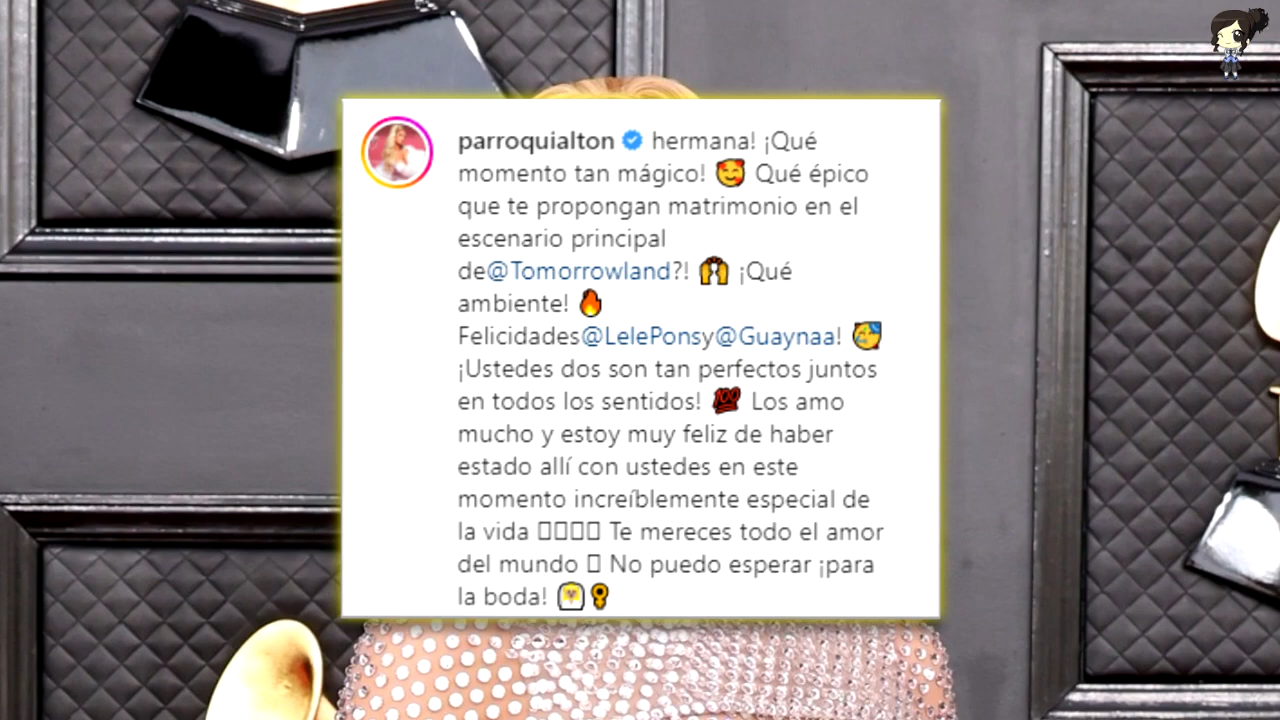 parroquialton hermana! ¡Qué
momento tan mágico! 🥰 Qué épico
que te propongan matrimonio en el
escenario principal
de@Tomorrowland?! 🙌 ¡Qué
ambiente! 🔥
Felicidades@LelePonsy@Guaynaa! 🥳
¡Ustedes dos son tan perfectos juntos
en todos los sentidos! 💯 Los amo
mucho y estoy muy feliz de haber
estado allí con ustedes en este
momento increíblemente especial de
la vida ▯▯▯▯ Te mereces todo el amor
del mundo ▯ No puedo esperar ¡para
la boda! 👰‍♀